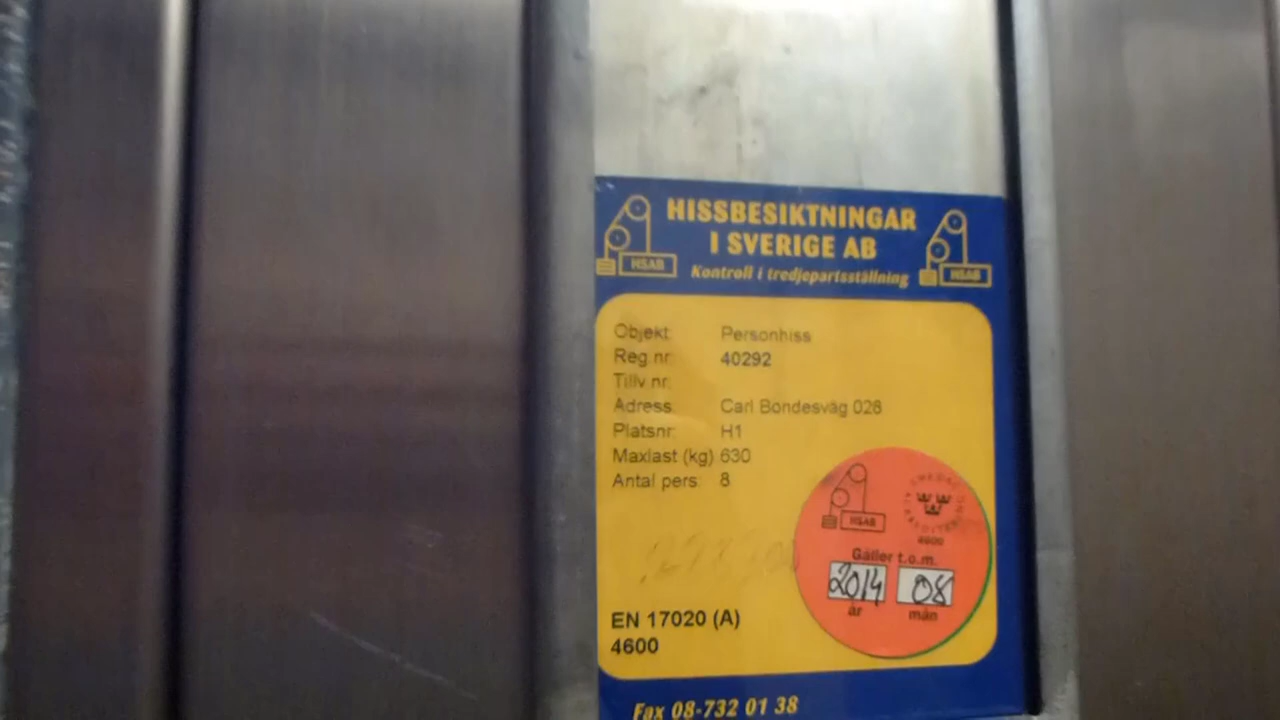 HISSBESIKTNINGAR
I SVERIGE AB
Kontroll i tredjepartsställning
HSAB
HSAB
Objekt: Personhiss
Reg.nr: 40292
Tillv nr:
Adress: Carl Bondesväg 026
Platsnr: H1
Maxlast (kg) 630
Antal pers: 8
HSAB
4600
Gäller t.o.m.
2014 08
år mån
EN 17020 (A)
4600
Fax 08-732 01 38